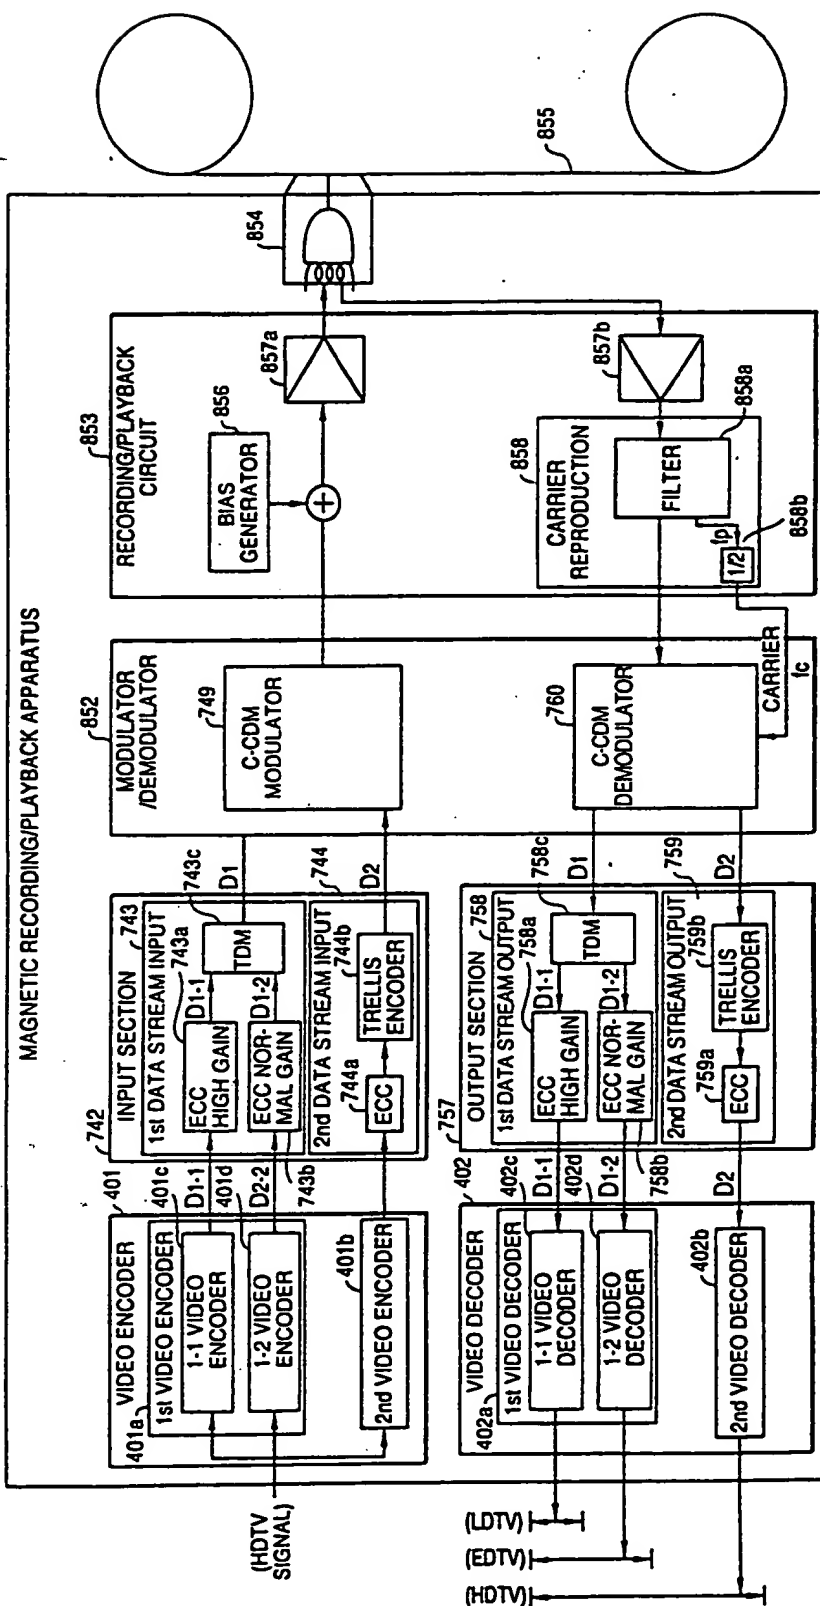 MAGNETIC RECORDING/PLAYBACK APPARATUS
401
VIDEO ENCODER
401a
1st VIDEO ENCODER
401c
1-1 VIDEO
ENCODER
401d
1-2 VIDEO
ENCODER
401b
2nd VIDEO ENCODER
(HDTV
SIGNAL)
D1-1
D2-2
742
INPUT SECTION
743
1st DATA STREAM INPUT
743a
ECC
HIGH GAIN
D1-1
743c
TDM
ECC NOR-
MAL GAIN
D1-2
743b
744
2nd DATA STREAM INPUT
744a
ECC
744b
TRELLIS
ENCODER
D1
D2
852
MODULATOR
/DEMODULATOR
749
C-CDM
MODULATOR
853
RECORDING/PLAYBACK
CIRCUIT
856
BIAS
GENERATOR
+
857a
854
855
402
VIDEO DECODER
402a
1st VIDEO DECODER
402c
1-1 VIDEO
DECODER
402d
1-2 VIDEO
DECODER
402b
2nd VIDEO DECODER
(LDTV)
(EDTV)
(HDTV)
D1-1
D1-2
D2
757
OUTPUT SECTION
758
1st DATA STREAM OUTPUT
758a
ECC
HIGH GAIN
D1-1
758c
TDM
ECC NOR-
MAL GAIN
D1-2
758b
759
2nd DATA STREAM OUTPUT
759a
ECC
759b
TRELLIS
ENCODER
D1
D2
760
C-CDM
DEMODULATOR
CARRIER
fc
858
CARRIER
REPRODUCTION
FILTER
858a
fp
1/2
858b
857b